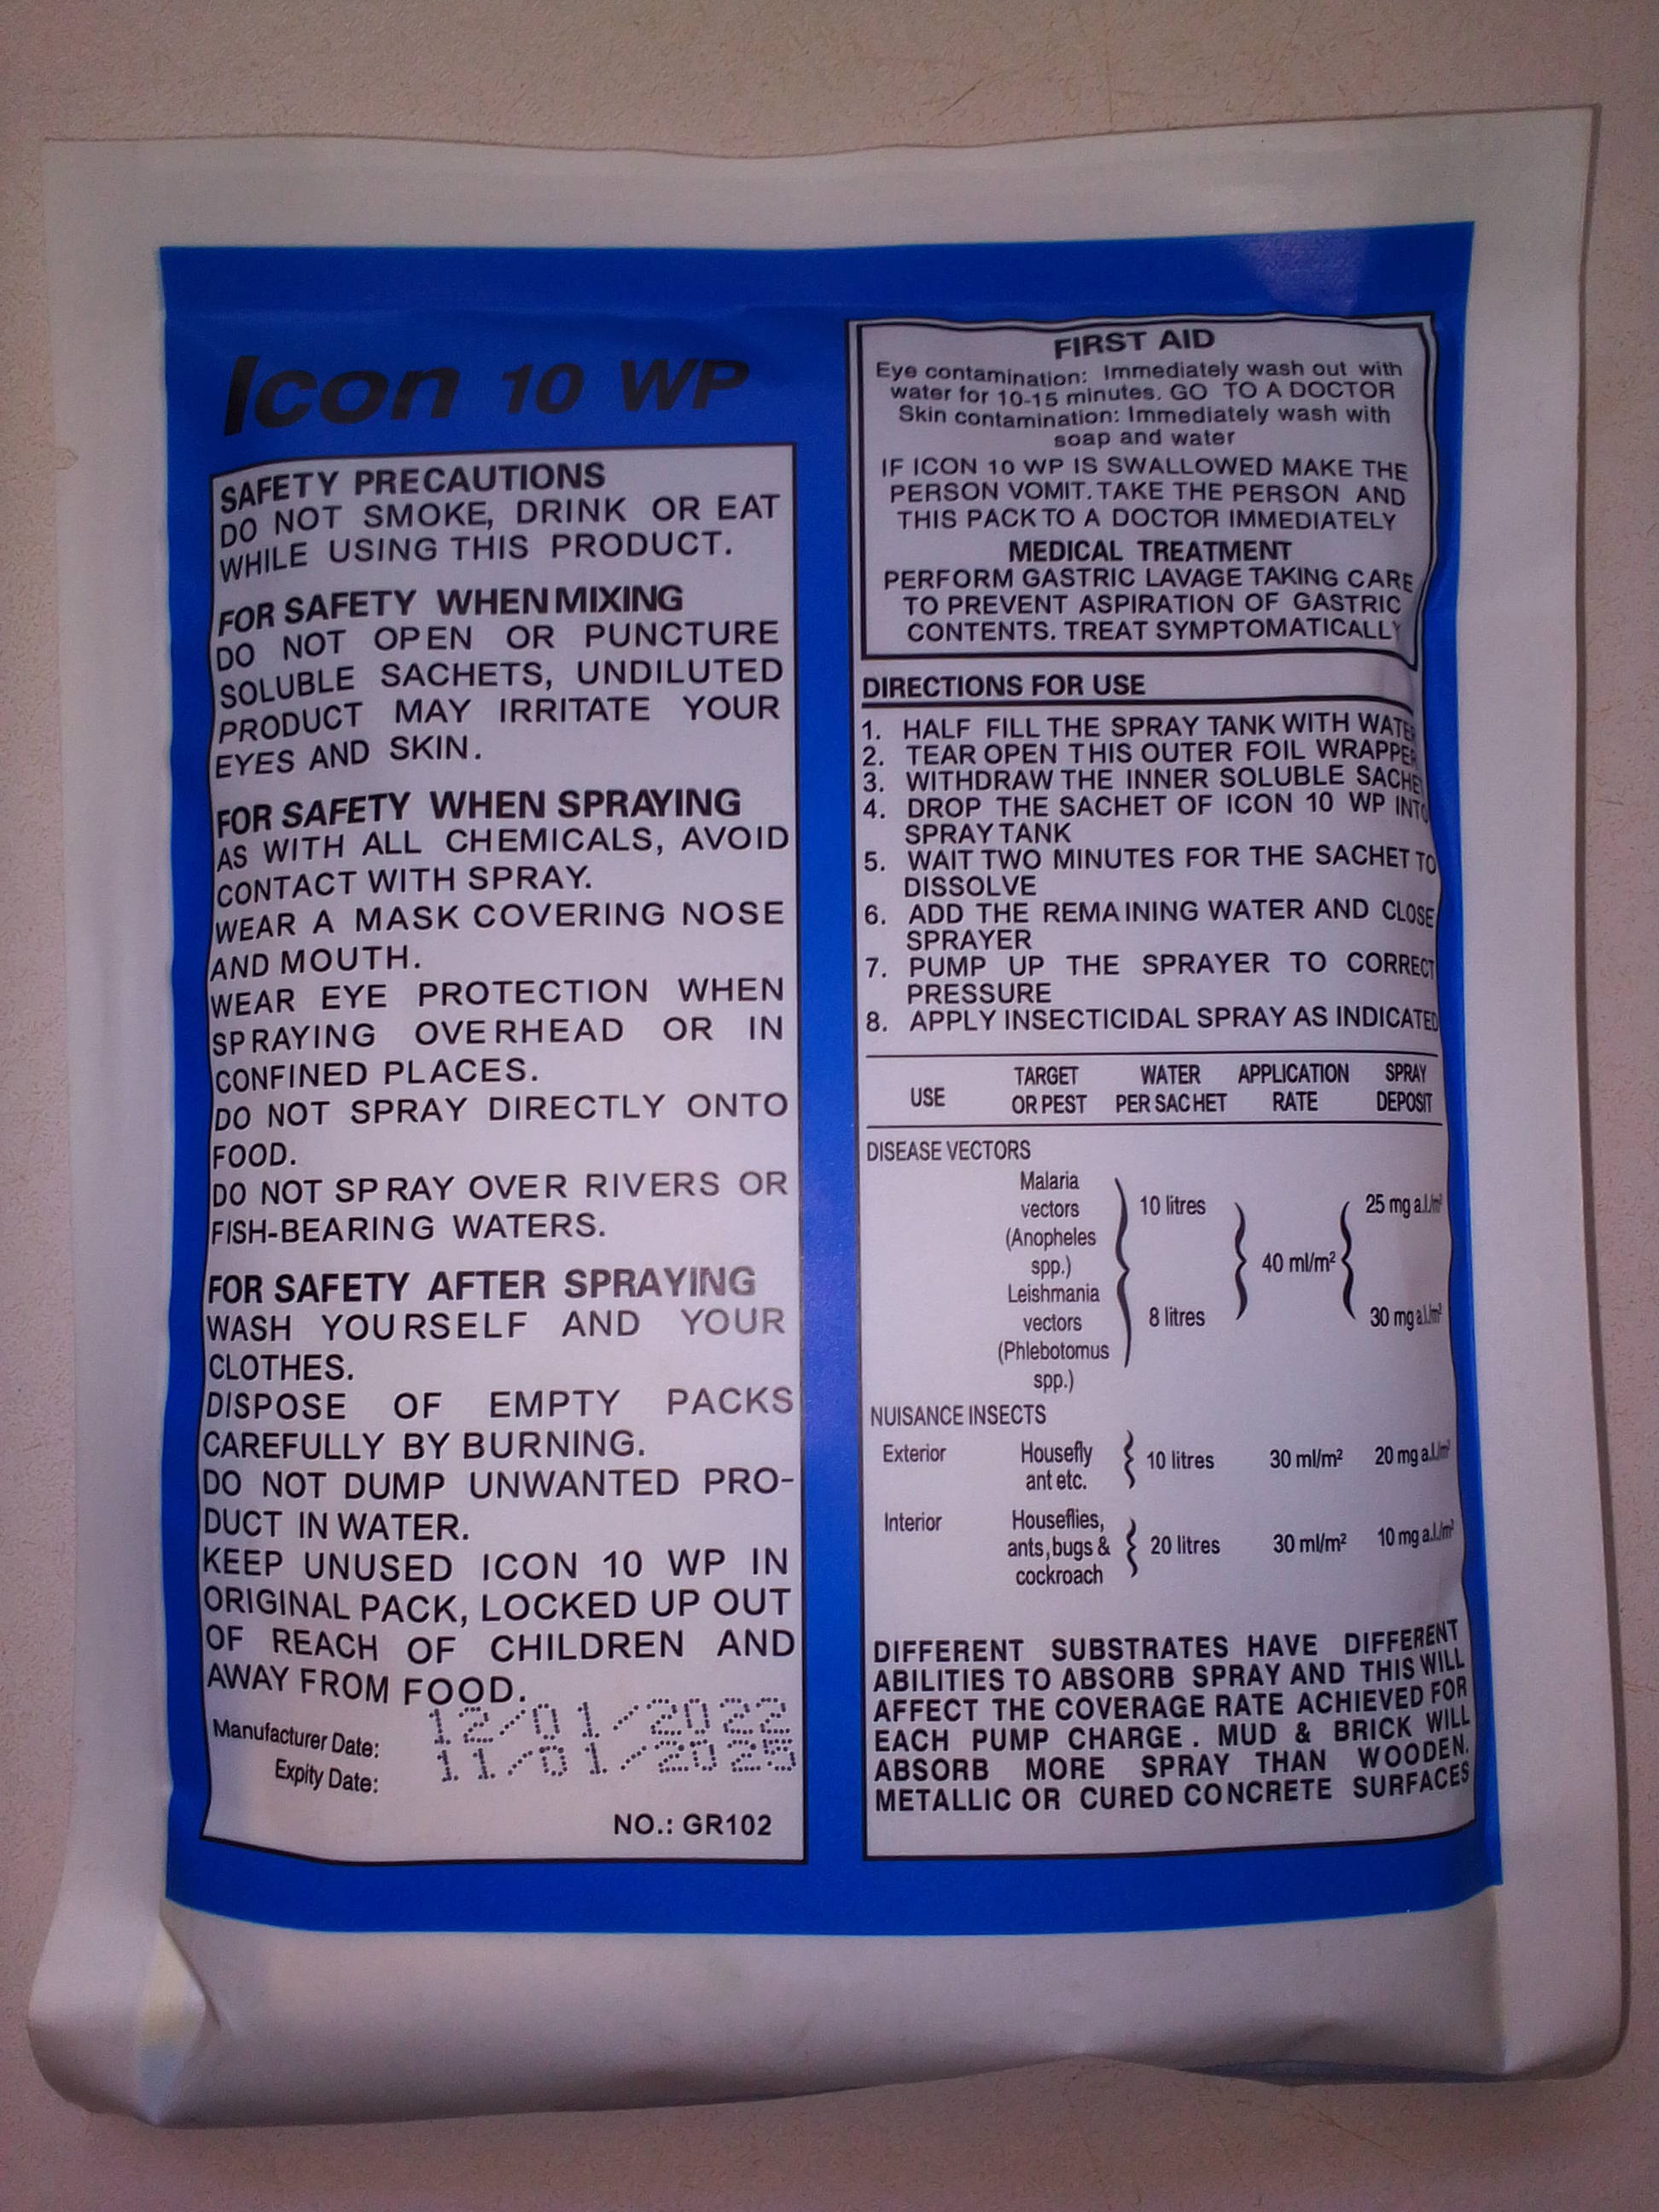 Icon 10 WP
SAFETY PRECAUTIONS
DO NOT SMOKE, DRINK OR EAT
WHILE USING THIS PRODUCT.
FOR SAFETY WHEN MIXING
DO NOT OPEN OR PUNCTURE
SOLUBLE SACHETS, UNDILUTED
PRODUCT MAY IRRITATE YOUR
EYES AND SKIN.
FOR SAFETY WHEN SPRAYING
AS WITH ALL CHEMICALS, AVOID
CONTACT WITH SPRAY.
WEAR A MASK COVERING NOSE
AND MOUTH.
WEAR EYE PROTECTION WHEN
SPRAYING OVERHEAD OR IN
CONFINED PLACES.
DO NOT SPRAY DIRECTLY ONTO
FOOD.
DO NOT SPRAY OVER RIVERS OR
FISH-BEARING WATERS.
FOR SAFETY AFTER SPRAYING
WASH YOURSELF AND YOUR
CLOTHES.
DISPOSE OF EMPTY PACKS
CAREFULLY BY BURNING.
DO NOT DUMP UNWANTED PRO-
DUCT IN WATER.
KEEP UNUSED ICON 10 WP IN
ORIGINAL PACK, LOCKED UP OUT
OF REACH OF CHILDREN AND
AWAY FROM FOOD.
Manufacturer Date: 12/01/2022
Expity Date: 11/01/2025
NO.: GR102
FIRST AID
Eye contamination: Immediately wash out with
water for 10-15 minutes. GO TO A DOCTOR
Skin contamination: Immediately wash with
soap and water
IF ICON 10 WP IS SWALLOWED MAKE THE
PERSON VOMIT. TAKE THE PERSON AND
THIS PACK TO A DOCTOR IMMEDIATELY
MEDICAL TREATMENT
PERFORM GASTRIC LAVAGE TAKING CARE
TO PREVENT ASPIRATION OF GASTRIC
CONTENTS. TREAT SYMPTOMATICALLY
DIRECTIONS FOR USE
1. HALF FILL THE SPRAY TANK WITH WATER
2. TEAR OPEN THIS OUTER FOIL WRAPPER
3. WITHDRAW THE INNER SOLUBLE SACHET
4. DROP THE SACHET OF ICON 10 WP INTO
SPRAY TANK
5. WAIT TWO MINUTES FOR THE SACHET TO
DISSOLVE
6. ADD THE REMAINING WATER AND CLOSE
SPRAYER
7. PUMP UP THE SPRAYER TO CORRECT
PRESSURE
8. APPLY INSECTICIDAL SPRAY AS INDICATED
USE TARGET OR PEST WATER PER SACHET APPLICATION RATE SPRAY DEPOSIT
DISEASE VECTORS
Malaria
vectors 10 litres 25 mg a.I./m²
(Anopheles
spp.) 40 ml/m²
Leishmania
vectors 8 litres 30 mg a.I./m²
(Phlebotomus
spp.)
NUISANCE INSECTS
Exterior Housefly 10 litres 30 ml/m² 20 mg a.I./m²
ant etc.
Interior Houseflies,
ants, bugs & 20 litres 30 ml/m² 10 mg a.I./m²
cockroach
DIFFERENT SUBSTRATES HAVE DIFFERENT
ABILITIES TO ABSORB SPRAY AND THIS WILL
AFFECT THE COVERAGE RATE ACHIEVED FOR
EACH PUMP CHARGE. MUD & BRICK WILL
ABSORB MORE SPRAY THAN WOODEN.
METALLIC OR CURED CONCRETE SURFACES